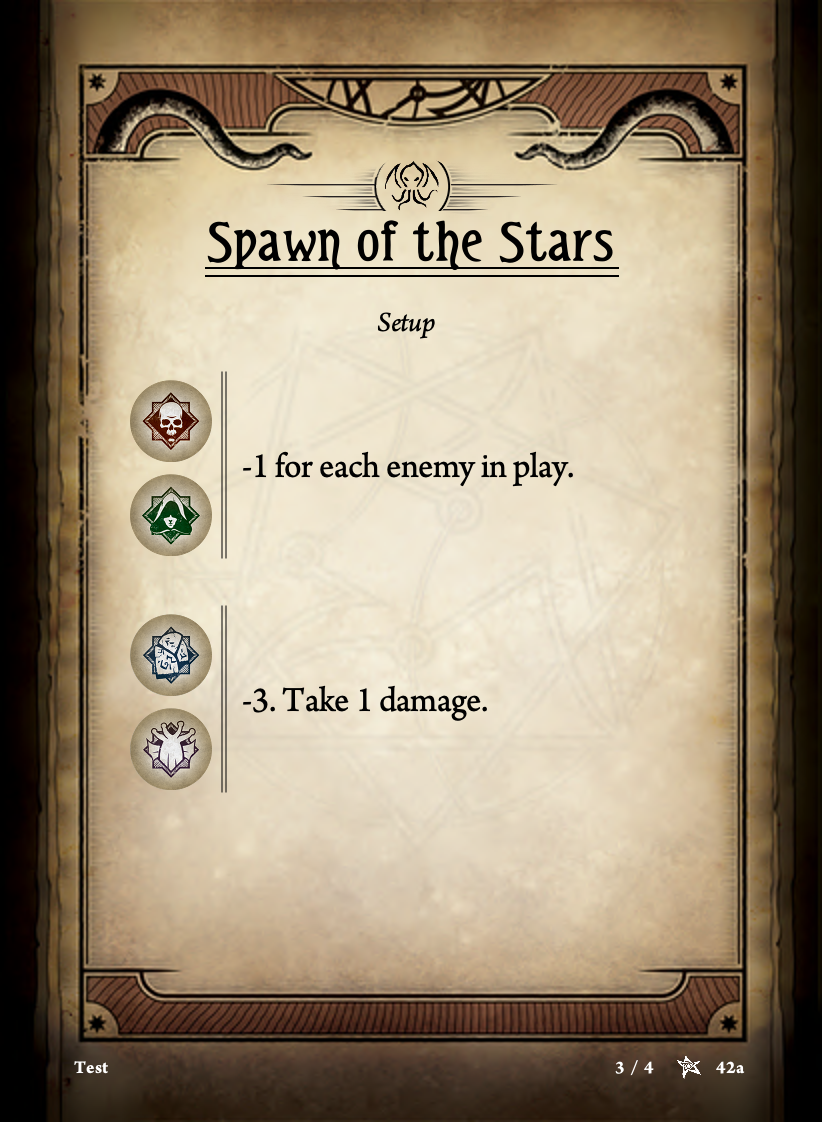 Spawn of the Stars
Setup
-1 for each enemy in play.
-3. Take 1 damage.
Test
3 / 4
42a